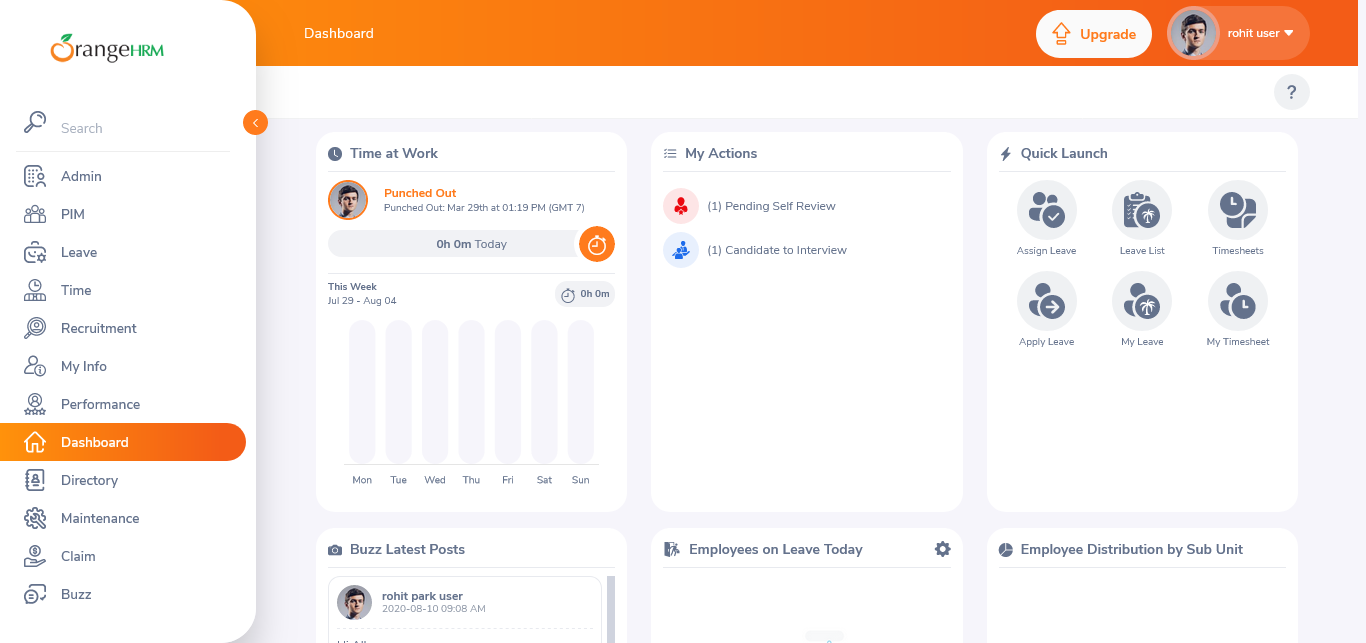 OrangeHRM
Search
Admin
PIM
Leave
Time
Recruitment
My Info
Performance
Dashboard
Directory
Maintenance
Claim
Buzz
Dashboard
Upgrade
rohit user
?
Time at Work
Punched Out
Punched Out: Mar 29th at 01:19 PM (GMT 7)
0h 0m Today
This Week
Jul 29 - Aug 04
0h 0m
Mon Tue Wed Thu Fri Sat Sun
My Actions
(1) Pending Self Review
(1) Candidate to Interview
Quick Launch
Assign Leave Leave List Timesheets
Apply Leave My Leave My Timesheet
Buzz Latest Posts
rohit park user
2020-08-10 09:08 AM
Employees on Leave Today
Employee Distribution by Sub Unit